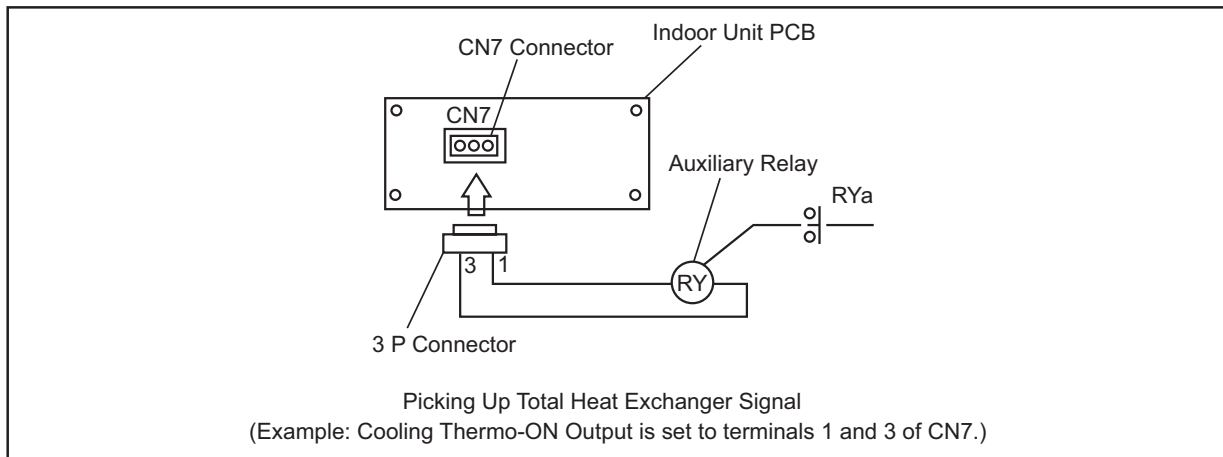 Indoor Unit PCB
CN7 Connector
CN7
Auxiliary Relay
RYa
3 1
RY
3 P Connector
Picking Up Total Heat Exchanger Signal
(Example: Cooling Thermo-ON Output is set to terminals 1 and 3 of CN7.)